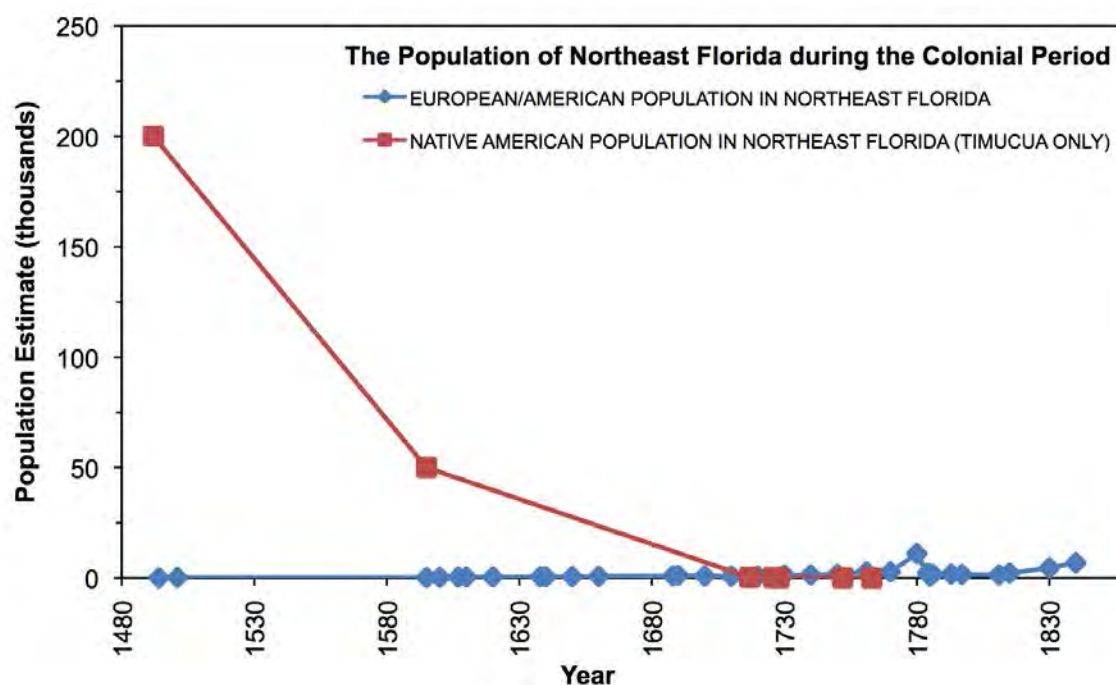 The Population of Northeast Florida during the Colonial Period
EUROPEAN/AMERICAN POPULATION IN NORTHEAST FLORIDA
NATIVE AMERICAN POPULATION IN NORTHEAST FLORIDA (TIMUCUA ONLY)
Population Estimate (thousands)
250
200
150
100
50
0
1480
1530
1580
1630
1680
1730
1780
1830
Year